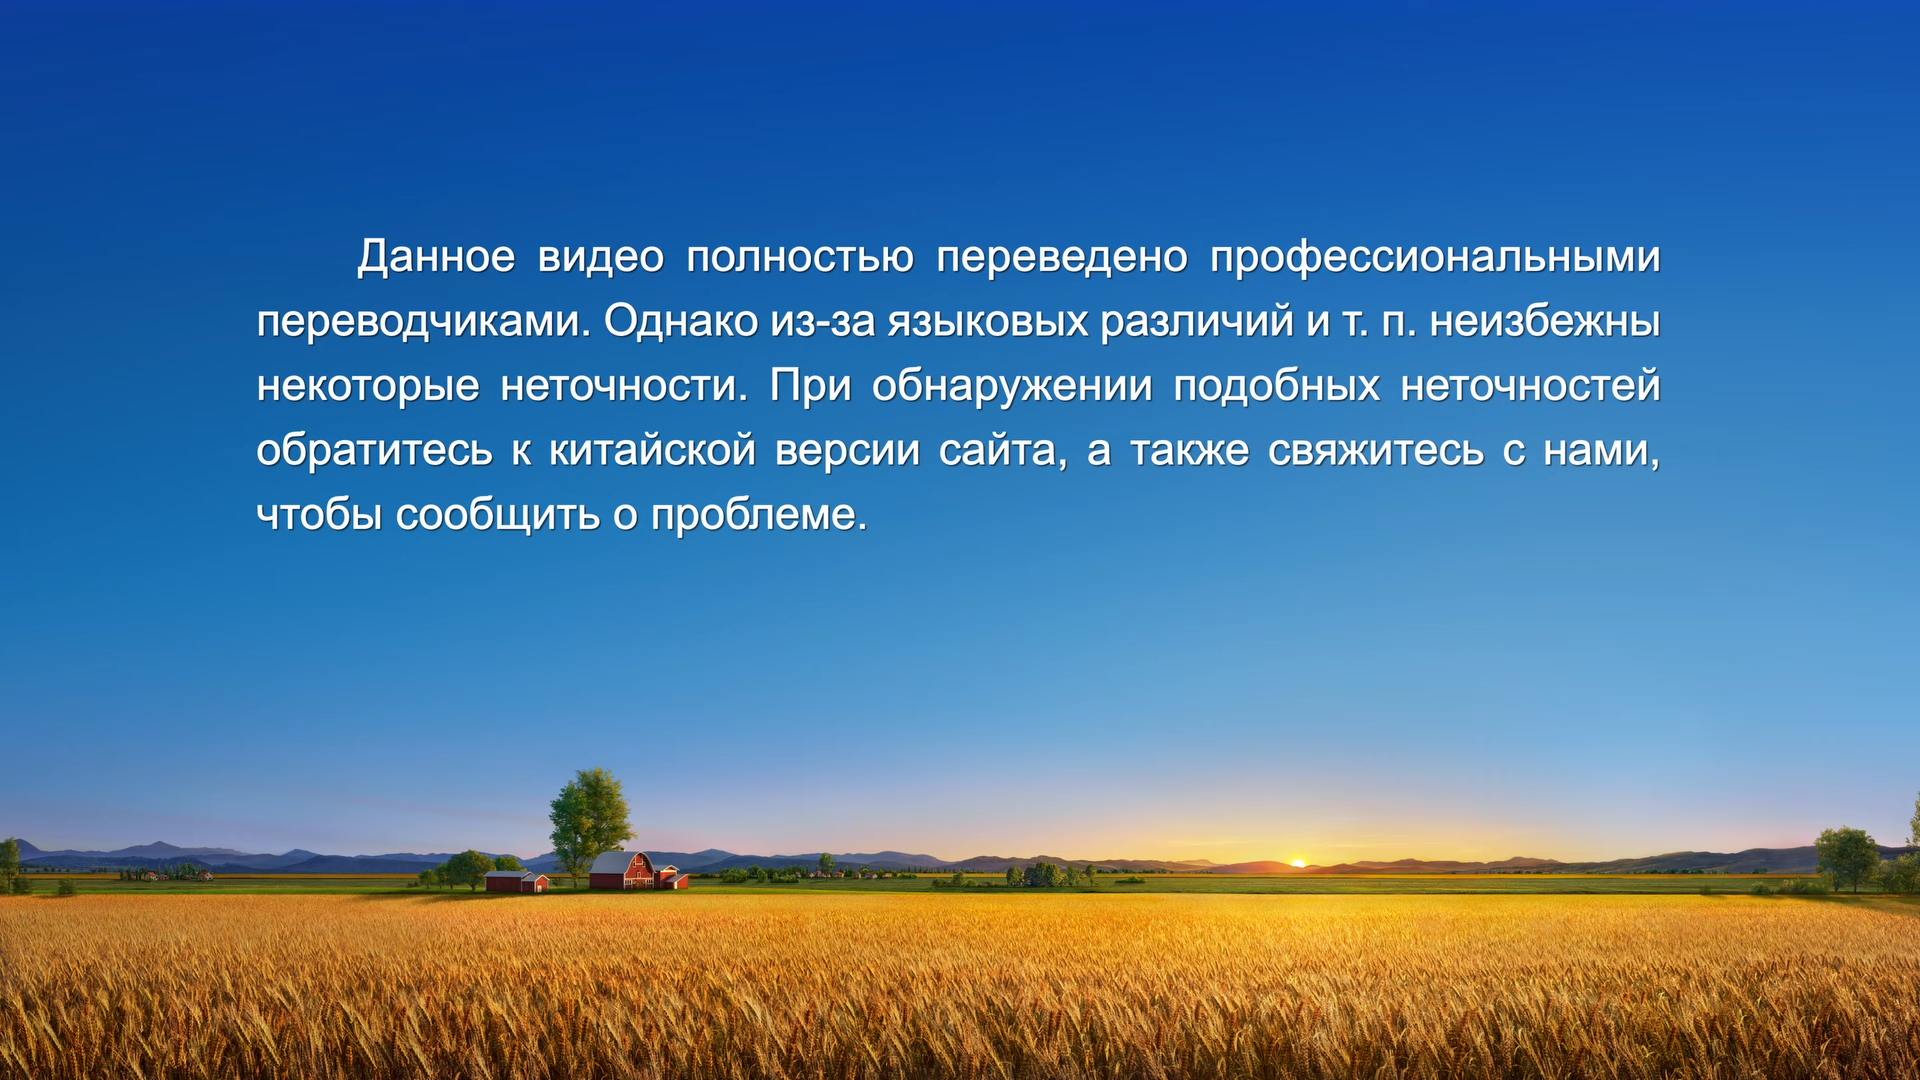 Данное видео полностью переведено профессиональными
переводчиками. Однако из-за языковых различий и т. п. неизбежны
некоторые неточности. При обнаружении подобных неточностей
обратитесь к китайской версии сайта, а также свяжитесь с нами,
чтобы сообщить о проблеме.